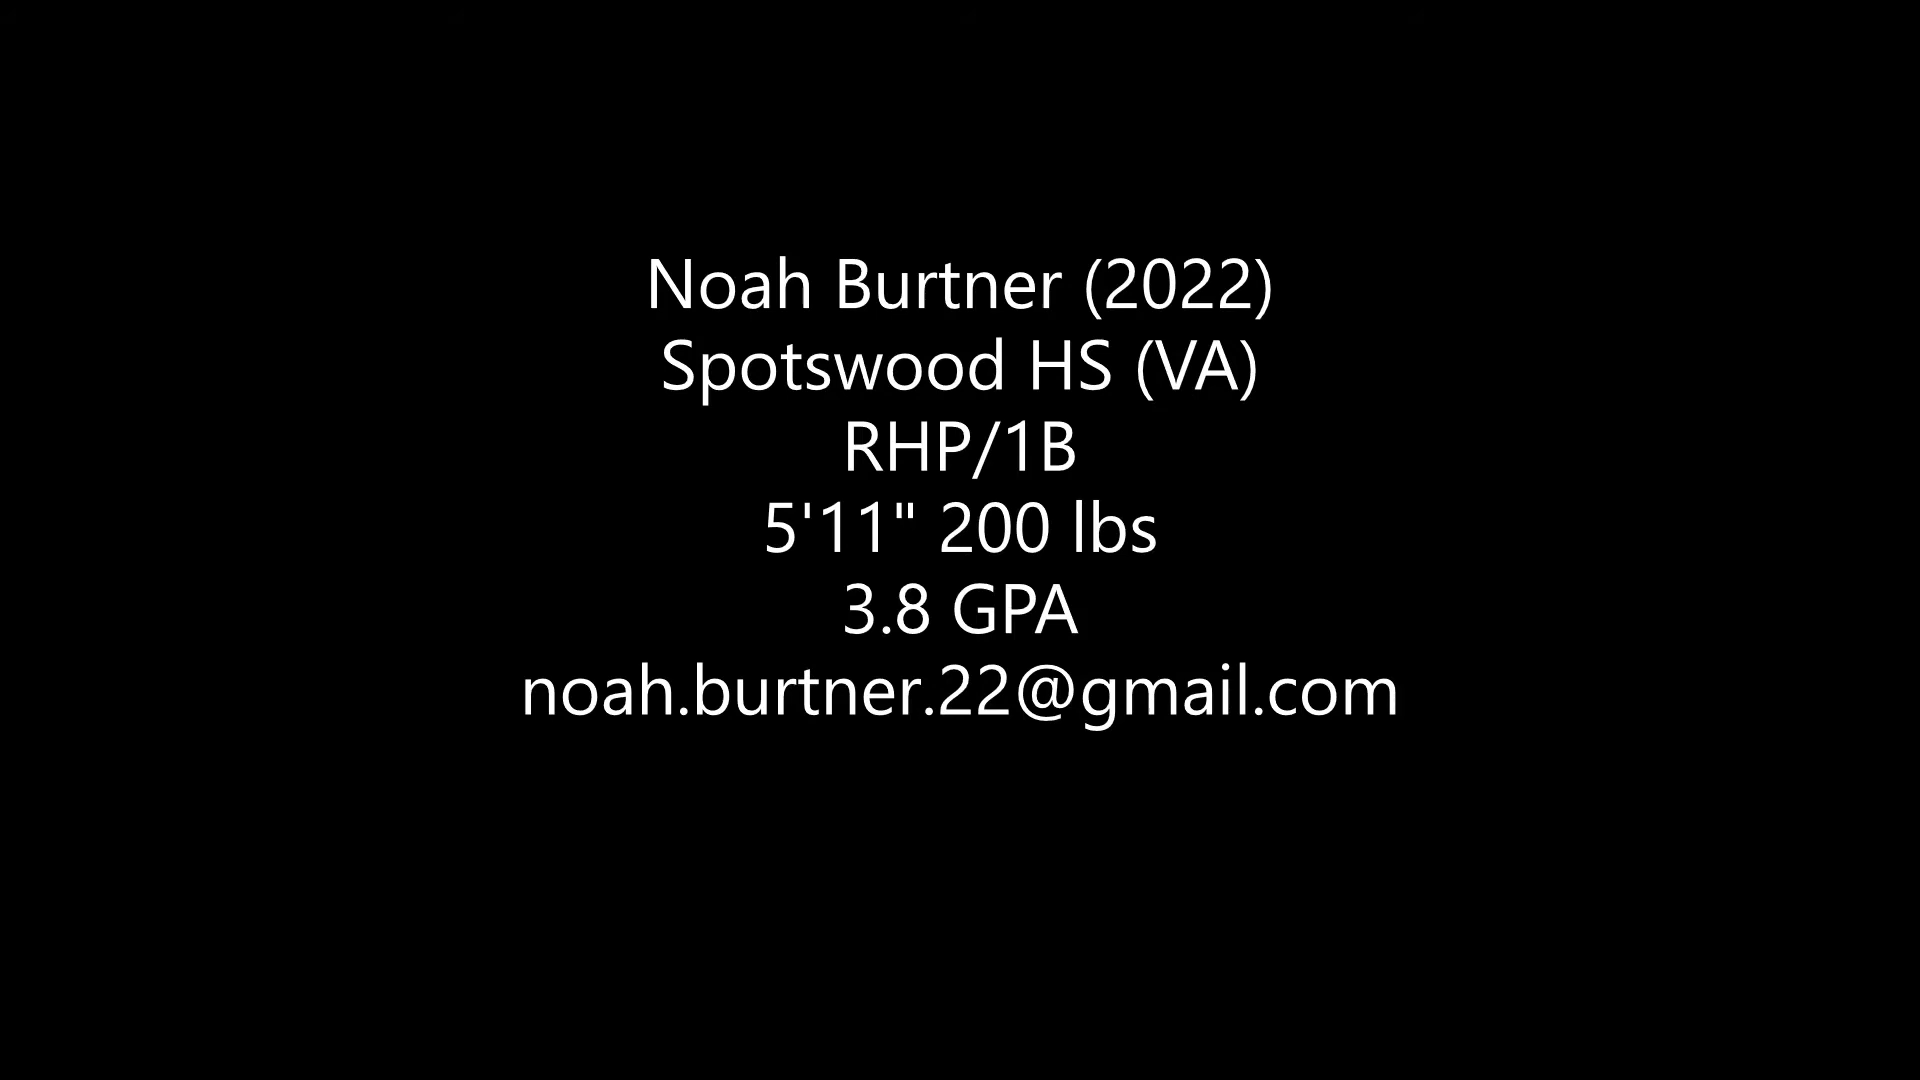 Noah Burtner (2022)
Spotswood HS (VA)
RHP/1B
5'11" 200 lbs
3.8 GPA
noah.burtner.22@gmail.com